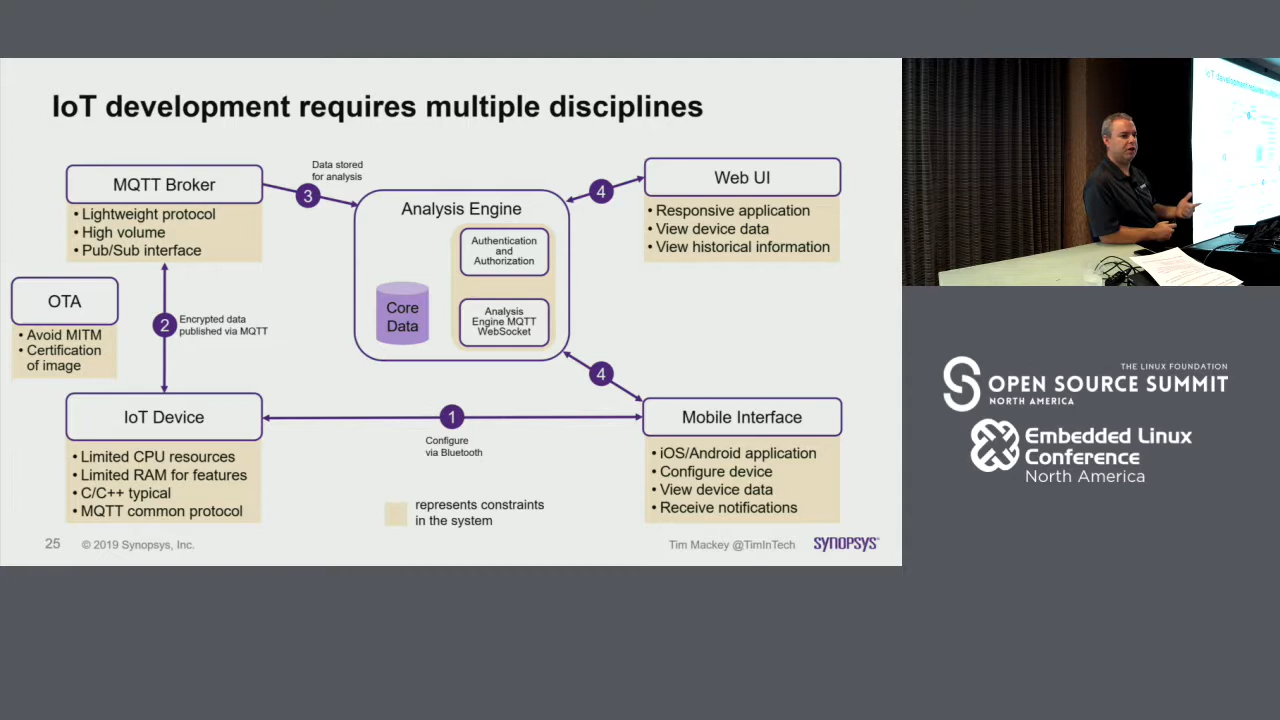 IoT development requires multiple disciplines
MQTT Broker
• Lightweight protocol
• High volume
• Pub/Sub interface
Data stored
for analysis
3
Analysis Engine
Authentication
and
Authorization
Core
Data
Analysis
Engine MQTT
WebSocket
4
Web UI
• Responsive application
• View device data
• View historical information
OTA
• Avoid MITM
• Certification
of image
2
Encrypted data
published via MQTT
4
IoT Device
• Limited CPU resources
• Limited RAM for features
• C/C++ typical
• MQTT common protocol
1
Configure
via Bluetooth
Mobile Interface
• iOS/Android application
• Configure device
• View device data
• Receive notifications
represents constraints
in the system
25
© 2019 Synopsys, Inc.
Tim Mackey @TimInTech
SYNOPSYS®
IoT development requires multiple
THE LINUX FOUNDATION
OPEN SOURCE SUMMIT
NORTH AMERICA
Embedded Linux
Conference
North America